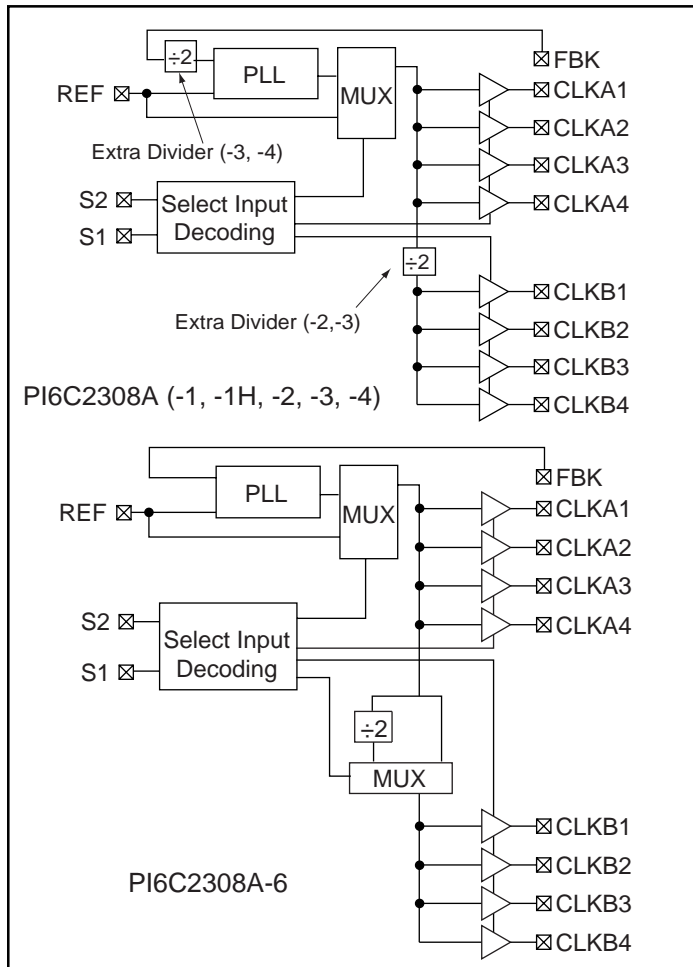 ÷2
PLL
MUX
FBK
REF
CLKA1
CLKA2
Extra Divider (-3, -4)
CLKA3
S2
Select Input
Decoding
CLKA4
S1
÷2
CLKB1
Extra Divider (-2,-3)
CLKB2
CLKB3
PI6C2308A (-1, -1H, -2, -3, -4)
CLKB4
FBK
PLL
MUX
REF
CLKA1
CLKA2
CLKA3
S2
Select Input
Decoding
CLKA4
S1
÷2
MUX
CLKB1
CLKB2
PI6C2308A-6
CLKB3
CLKB4